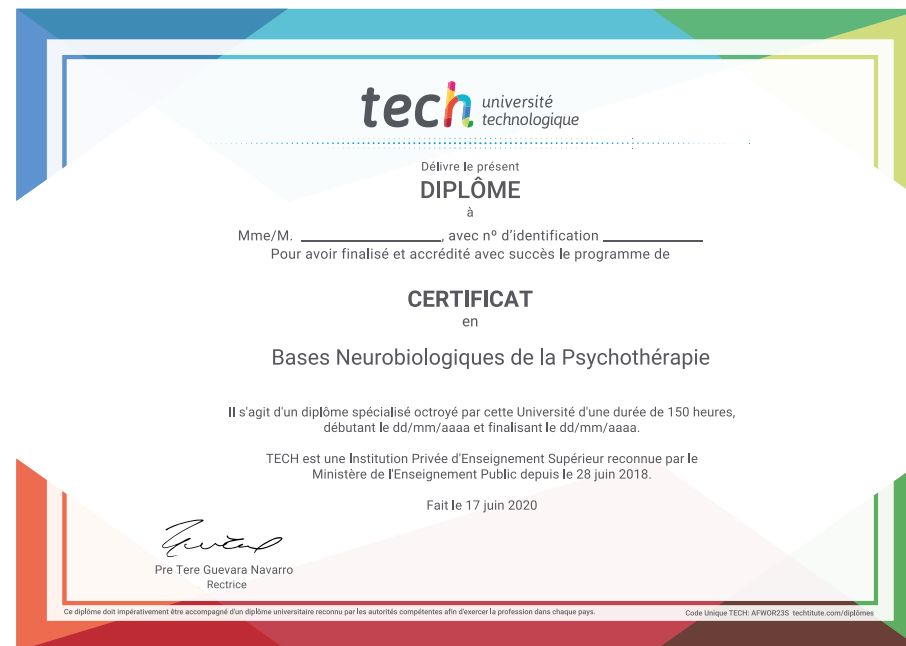 tech université
technologique
Délivre le présent
DIPLÔME
à
Mme/M. ____________________, avec nº d'identification ______________
Pour avoir finalisé et accrédité avec succès le programme de
CERTIFICAT
en
Bases Neurobiologiques de la Psychothérapie
Il s'agit d'un diplôme spécialisé octroyé par cette Université d'une durée de 150 heures,
débutant le dd/mm/aaaa et finalisant le dd/mm/aaaa.
TECH est une Institution Privée d'Enseignement Supérieur reconnue par le
Ministère de l'Enseignement Public depuis le 28 juin 2018.
Fait le 17 juin 2020
Pre Tere Guevara Navarro
Rectrice
Ce diplôme doit impérativement être accompagné d'un diplôme universitaire reconnu par les autorités compétentes afin d'exercer la profession dans chaque pays.
Code Unique TECH: AFWOR23S techtitute.com/diplômes